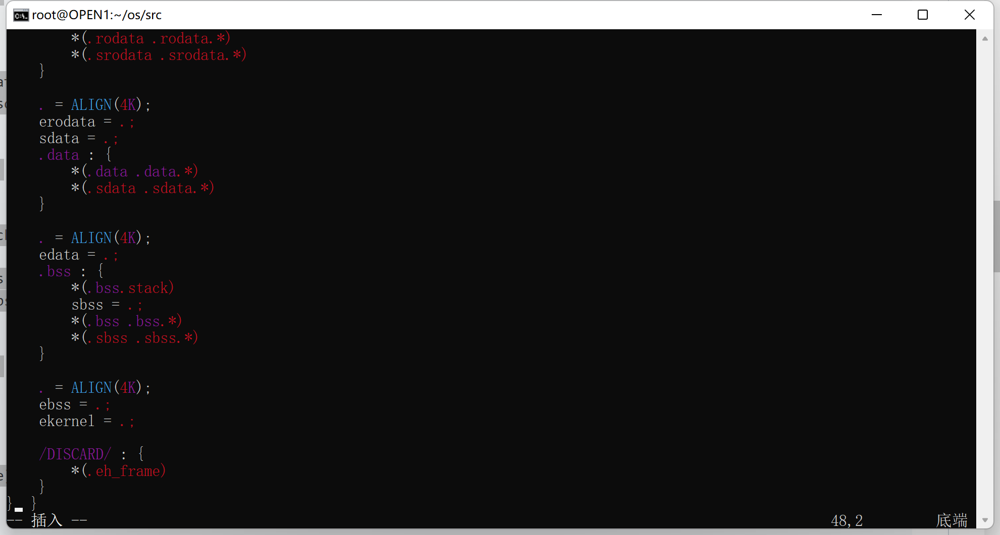 root@OPEN1:~/os/src
        *(.rodata .rodata.*)
        *(.srodata .srodata.*)
    }
    . = ALIGN(4K);
    erodata = .;
    sdata = .;
    .data : {
        *(.data .data.*)
        *(.sdata .sdata.*)
    }
    . = ALIGN(4K);
    edata = .;
    .bss : {
        *(.bss.stack)
        sbss = .;
        *(.bss .bss.*)
        *(.sbss .sbss.*)
    }
    . = ALIGN(4K);
    ebss = .;
    ekernel = .;
    /DISCARD/ : {
        *(.eh_frame)
    }
}  }
-- 插入 -- 48,2 底端